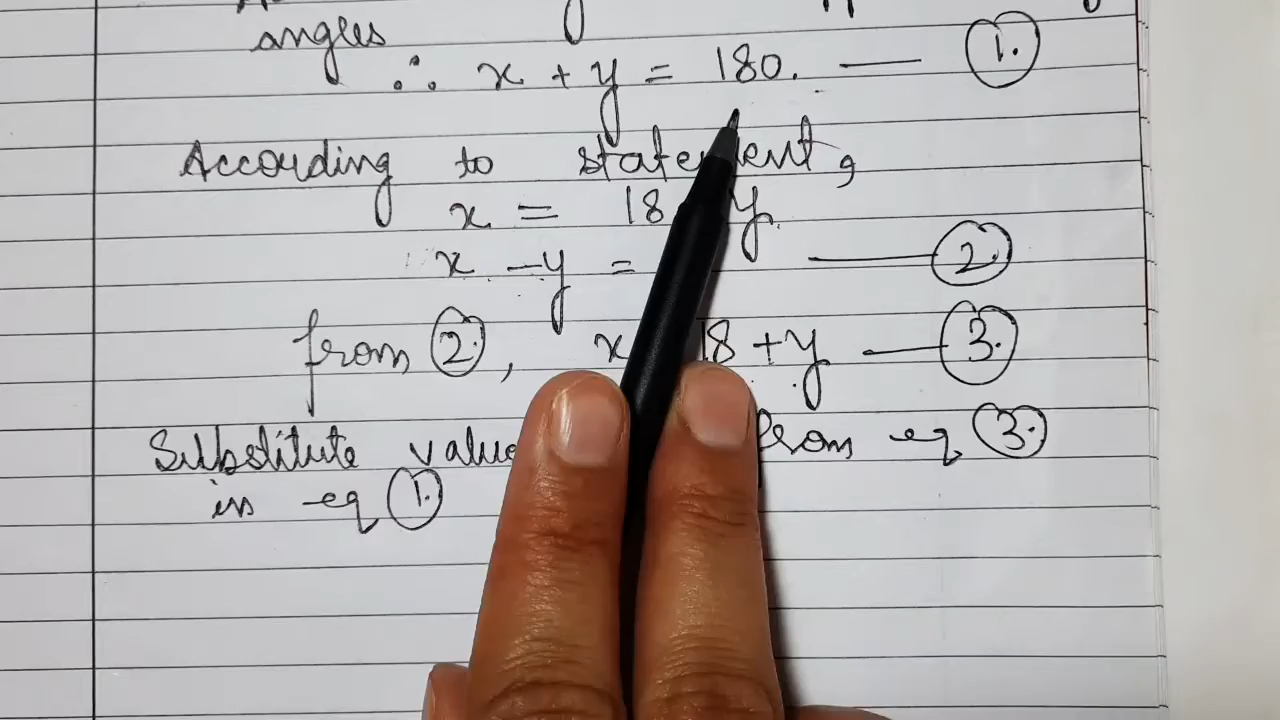 angles
∴ x + y = 180. — 1.
According to statement,
x = 18 y
x - y = — 2.
from 2., x 18 + y — 3.
Substitute value from eq 3.
in eq 1.